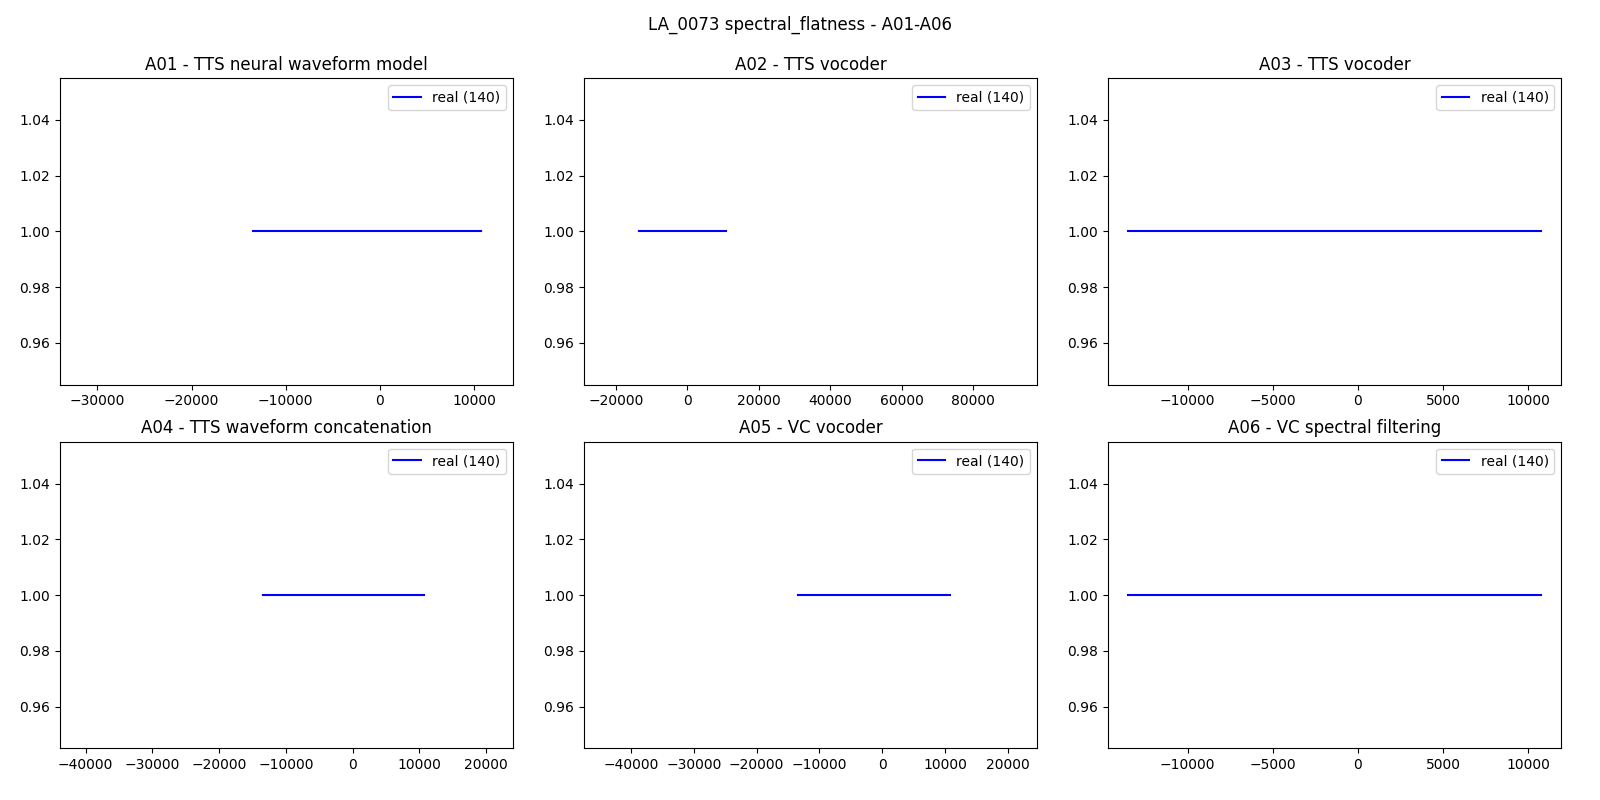 LA_0073 spectral_flatness - A01-A06
A01 - TTS neural waveform model
real (140)
1.04
1.02
1.00
0.98
0.96
−30000 −20000 −10000 0 10000
A02 - TTS vocoder
real (140)
1.04
1.02
1.00
0.98
0.96
−20000 0 20000 40000 60000 80000
A03 - TTS vocoder
real (140)
1.04
1.02
1.00
0.98
0.96
−10000 −5000 0 5000 10000
A04 - TTS waveform concatenation
real (140)
1.04
1.02
1.00
0.98
0.96
−40000 −30000 −20000 −10000 0 10000 20000
A05 - VC vocoder
real (140)
1.04
1.02
1.00
0.98
0.96
−40000 −30000 −20000 −10000 0 10000 20000
A06 - VC spectral filtering
real (140)
1.04
1.02
1.00
0.98
0.96
−10000 −5000 0 5000 10000